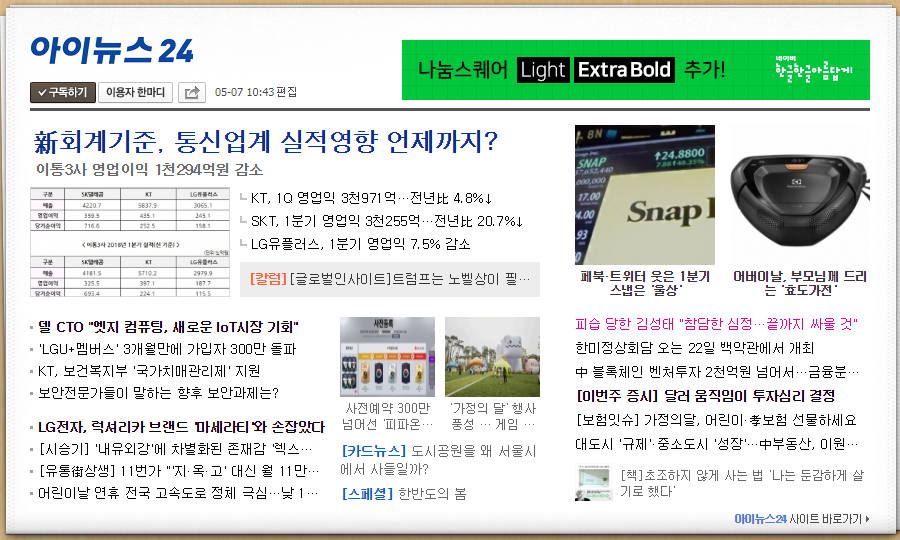 아이뉴스 24
구독하기 이용자 한마디 05-07 10:43 편집
나눔스퀘어 Light ExtraBold 추가!
네이버
한글한글아름답게
新회계기준, 통신업계 실적영향 언제까지?
이통3사 영업이익 1천294억원 감소
구분 SK텔레콤 KT LG유플러스
매출 4220.7 5837.9 3065.1
영업이익 359.5 435.1 245.1
당기순이익 716.6 252.5 158.1
< 이통3사 2018년 1분기 실적(신 기준) >
구분 SK텔레콤 KT LG유플러스
매출 4181.5 5710.2 2979.9
영업이익 325.5 397.1 187.7
당기순이익 693.4 224.1 115.5
KT, 1Q 영업익 3천971억…전년比 4.8%↓
SKT, 1분기 영업익 3천255억…전년比 20.7%↓
LG유플러스, 1분기 영업익 7.5% 감소
[칼럼] [글로벌인사이트]트럼프는 노벨상이 필…
SNAP 24.8800
Snap I
페북·트위터 웃은 1분기
스냅은 '울상'
어버이날, 부모님께 드리
는 '효도가전'
델 CTO "엣지 컴퓨팅, 새로운 IoT시장 기회"
'LGU+멤버스' 3개월만에 가입자 300만 돌파
KT, 보건복지부 '국가치매관리제' 지원
보안전문가들이 말하는 향후 보안과제는?
LG전자, 럭셔리카 브랜드 '마세라티'와 손잡았다
[시승기] '내유외강'에 차별화된 존재감 '렉스…
[유통街상생] 11번가 "'지·옥·고' 대신 월 11만…
어린이날 연휴 전국 고속도로 정체 극심…낮 1…
사전등록
사전예약 300만
넘어선 '피파온…
'가정의 달' 행사
풍성 … 게임 …
[카드뉴스] 도시공원을 왜 서울시
에서 사들일까?
[스페셜] 한반도의 봄
피습 당한 김성태 "참담한 심정…끝까지 싸울 것"
한미정상회담 오는 22일 백악관에서 개최
中 블록체인 벤처투자 2천억원 넘어서…금융분…
[이번주 증시] 달러 움직임이 투자심리 결정
[보험잇슈] 가정의달, 어린이·孝보험 선물하세요
대도시 '규제'·중소도시 '성장'…中부동산, 이원…
[책]초조하지 않게 사는 법 '나는 둔감하게 살
기로 했다'
아이뉴스24 사이트 바로가기